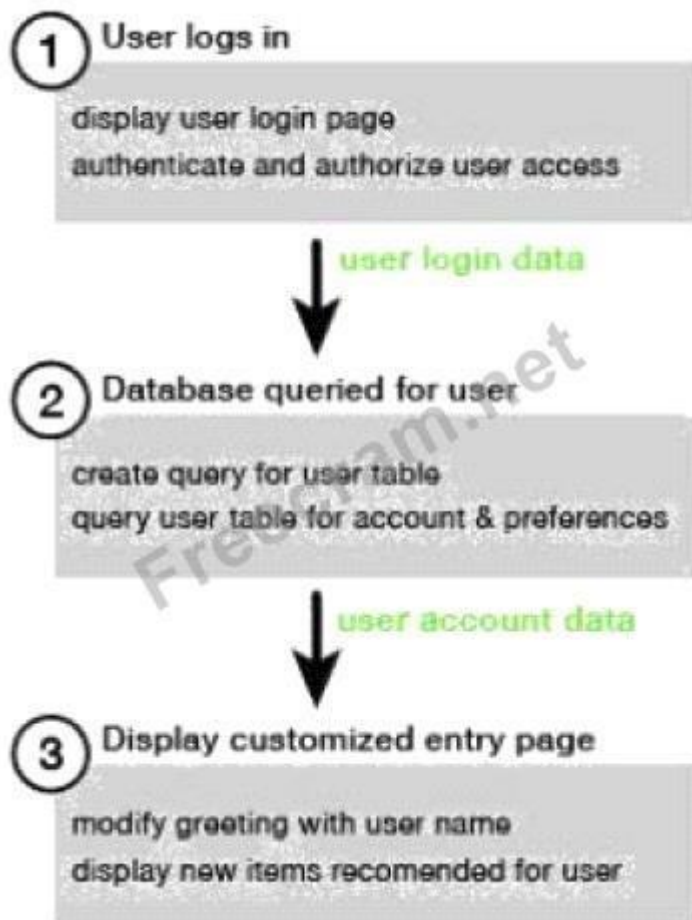 1 User logs in
display user login page
authenticate and authorize user access
user login data
2 Database queried for user
create query for user table
query user table for account & preferences
user account data
3 Display customized entry page
modify greeting with user name
display new items recomended for user
Freecram.net